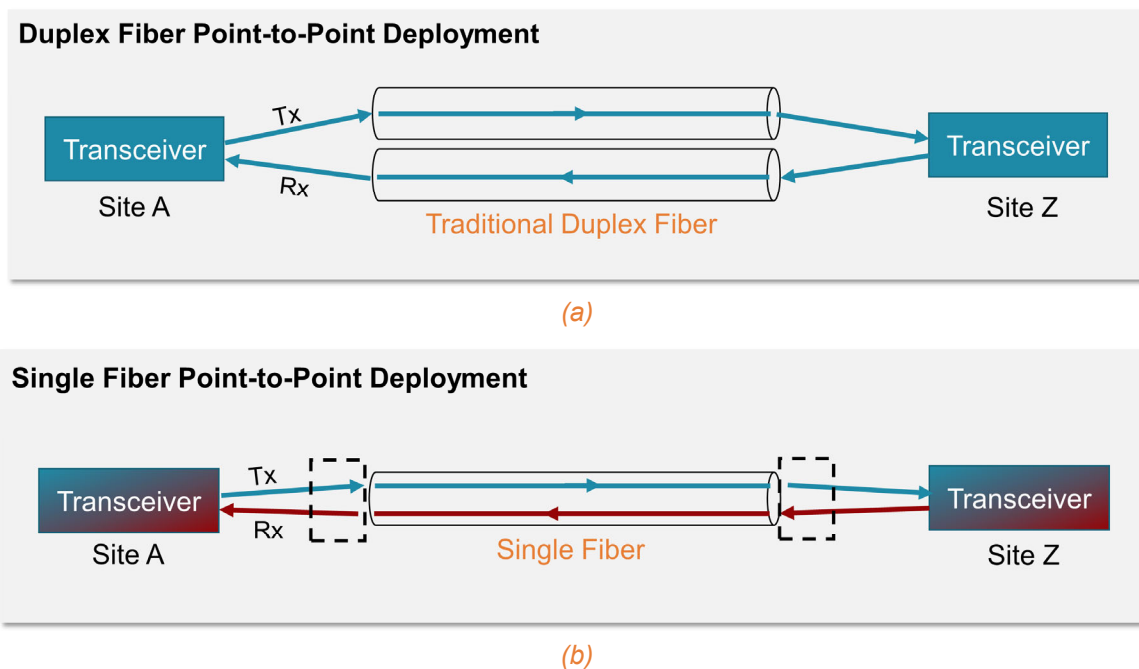 Duplex Fiber Point-to-Point Deployment
Tx
Transceiver
Transceiver
Rx
Site A
Site Z
Traditional Duplex Fiber
(a)
Single Fiber Point-to-Point Deployment
Tx
Transceiver
Transceiver
Rx
Site A
Single Fiber
Site Z
(b)